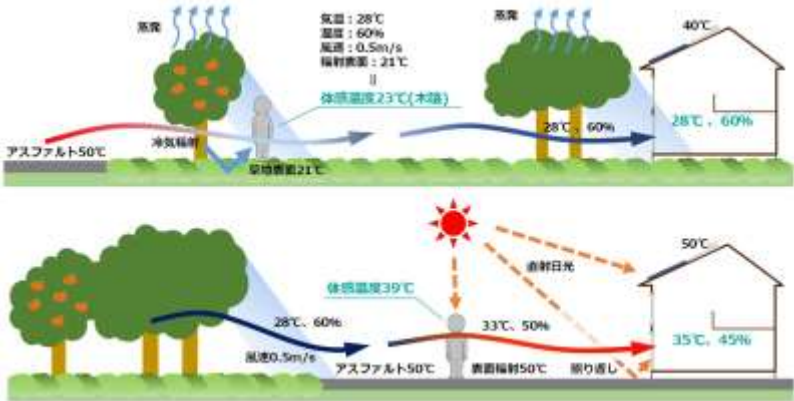 蒸発
気温：28℃
湿度：60%
風速：0.5m/s
輻射表面：21℃
||
体感温度23℃(木陰)
蒸発
40℃
28℃、60%
28℃、60%
アスファルト50℃
冷気輻射
草地表面21℃
50℃
直射日光
体感温度39℃
28℃、60%
33℃、50%
35℃、45%
風速0.5m/s
アスファルト50℃
表面輻射50℃
照り返し